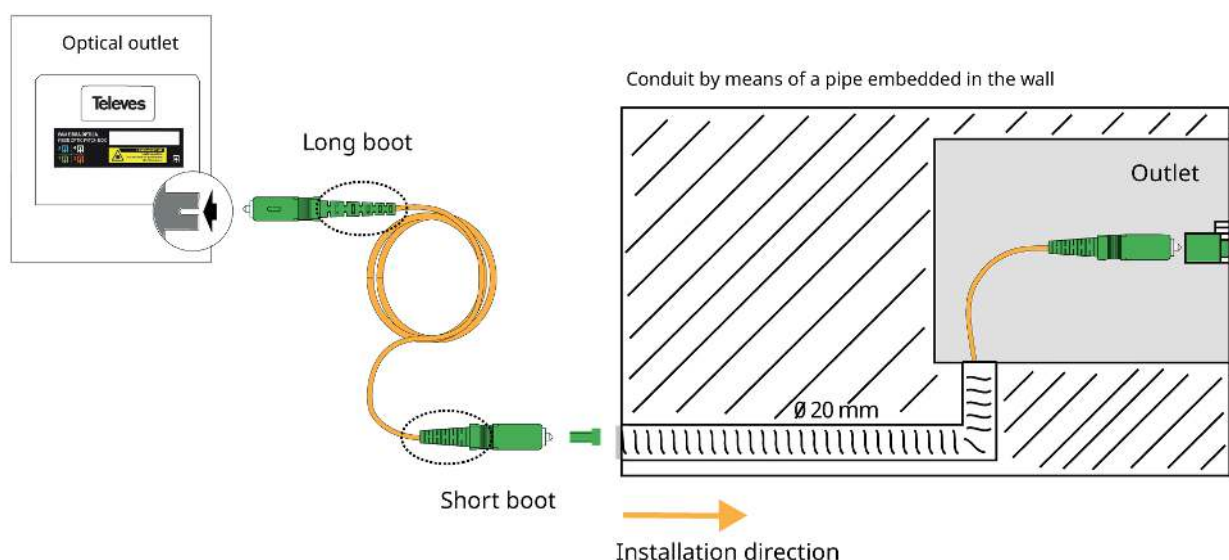 Optical outlet
Televes
Long boot
Short boot
Conduit by means of a pipe embedded in the wall
Outlet
Ø 20 mm
Installation direction